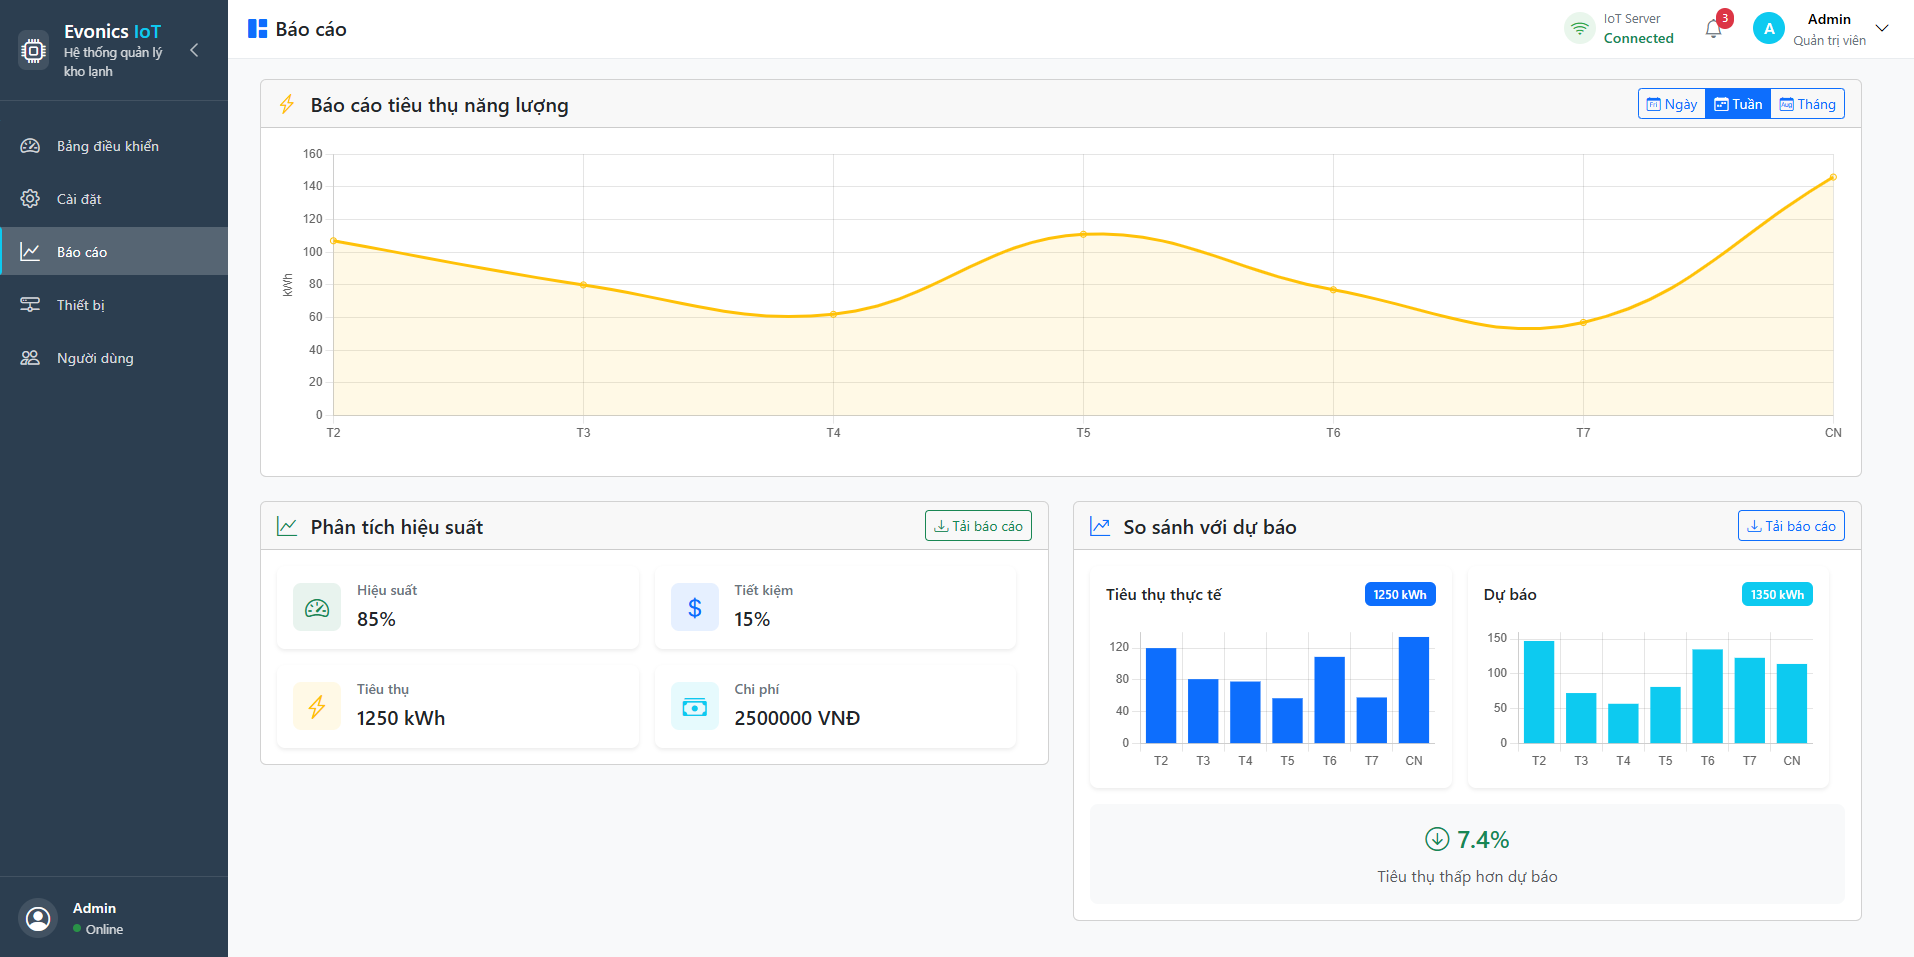 Evonics IoT
Hệ thống quản lý
kho lạnh
Bảng điều khiển
Cài đặt
Báo cáo
Thiết bị
Người dùng
Admin
Online
Báo cáo
IoT Server
Connected
3
A
Admin
Quản trị viên
Báo cáo tiêu thụ năng lượng
Fri Ngày
Tuần
Aug Tháng
160
140
120
100
80
60
40
20
0
kWh
T2 T3 T4 T5 T6 T7 CN
Phân tích hiệu suất
Tải báo cáo
Hiệu suất
85%
Tiết kiệm
15%
Tiêu thụ
1250 kWh
Chi phí
2500000 VNĐ
So sánh với dự báo
Tải báo cáo
Tiêu thụ thực tế
1250 kWh
120
80
40
0
T2 T3 T4 T5 T6 T7 CN
Dự báo
1350 kWh
150
100
50
0
T2 T3 T4 T5 T6 T7 CN
7.4%
Tiêu thụ thấp hơn dự báo